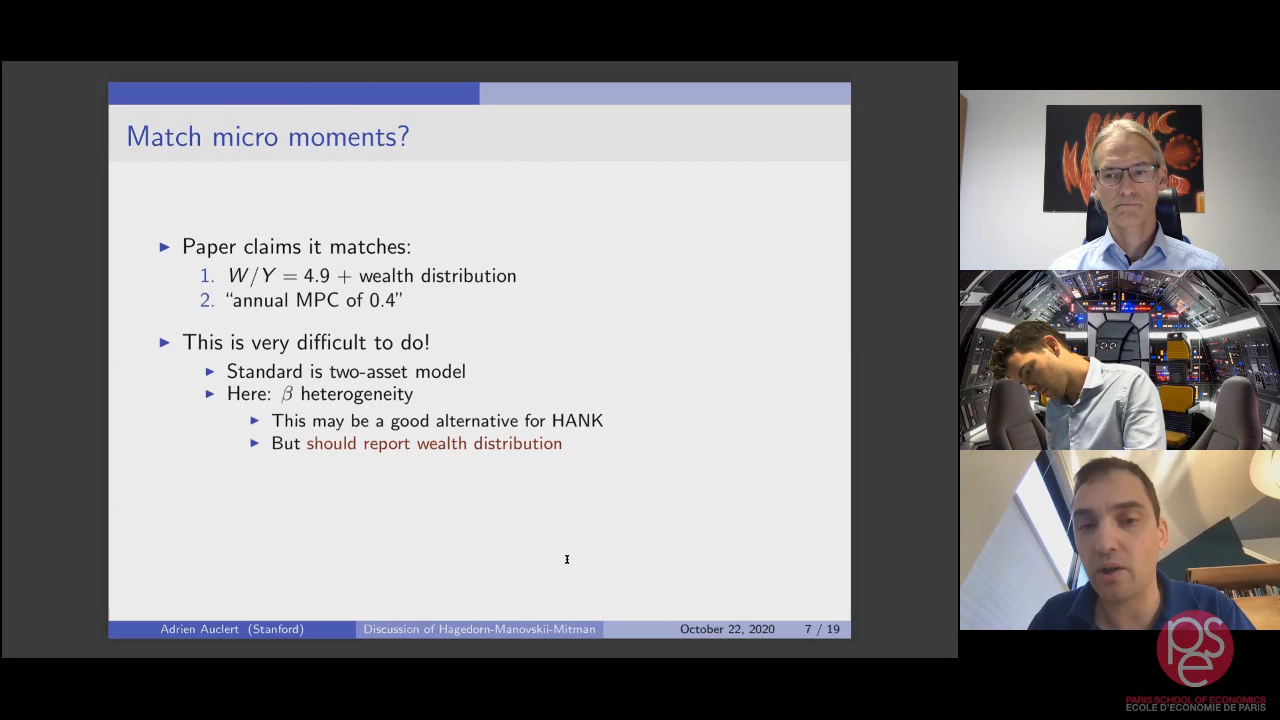 Match micro moments?
Paper claims it matches:
1. W/Y = 4.9 + wealth distribution
2. “annual MPC of 0.4”
This is very difficult to do!
Standard is two-asset model
Here: β heterogeneity
This may be a good alternative for HANK
But should report wealth distribution
Adrien Auclert (Stanford) Discussion of Hagedorn-Manovskii-Mitman October 22, 2020 7 / 19
pse
PARIS SCHOOL OF ECONOMICS
ECOLE D'ECONOMIE DE PARIS